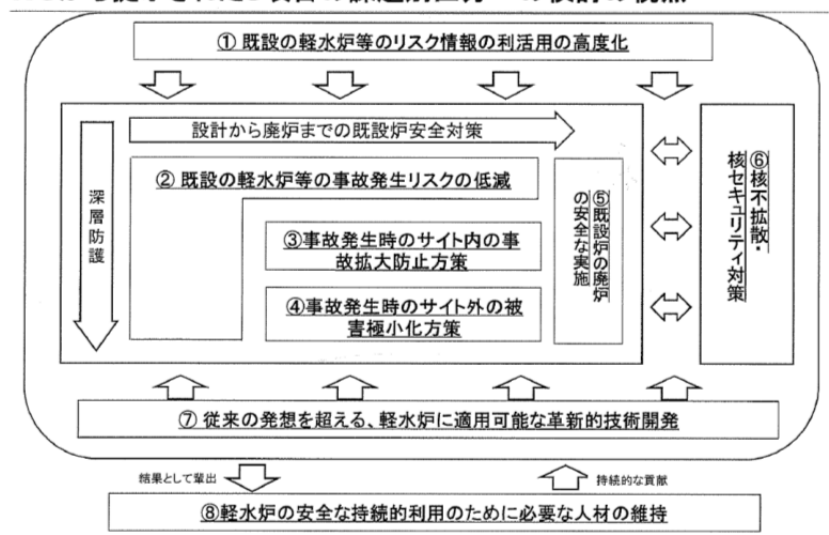 ① 既設の軽水炉等のリスク情報の利活用の高度化
設計から廃炉までの既設炉安全対策
深層防護
② 既設の軽水炉等の事故発生リスクの低減
③事故発生時のサイト内の事
故拡大防止方策
④事故発生時のサイト外の被
害極小化方策
⑤既設炉の廃炉
の安全な実施
⑥核不拡散・
核セキュリティ対策
⑦ 従来の発想を超える、軽水炉に適用可能な革新的技術開発
結果として輩出
持続的な貢献
⑧軽水炉の安全な持続的利用のために必要な人材の維持